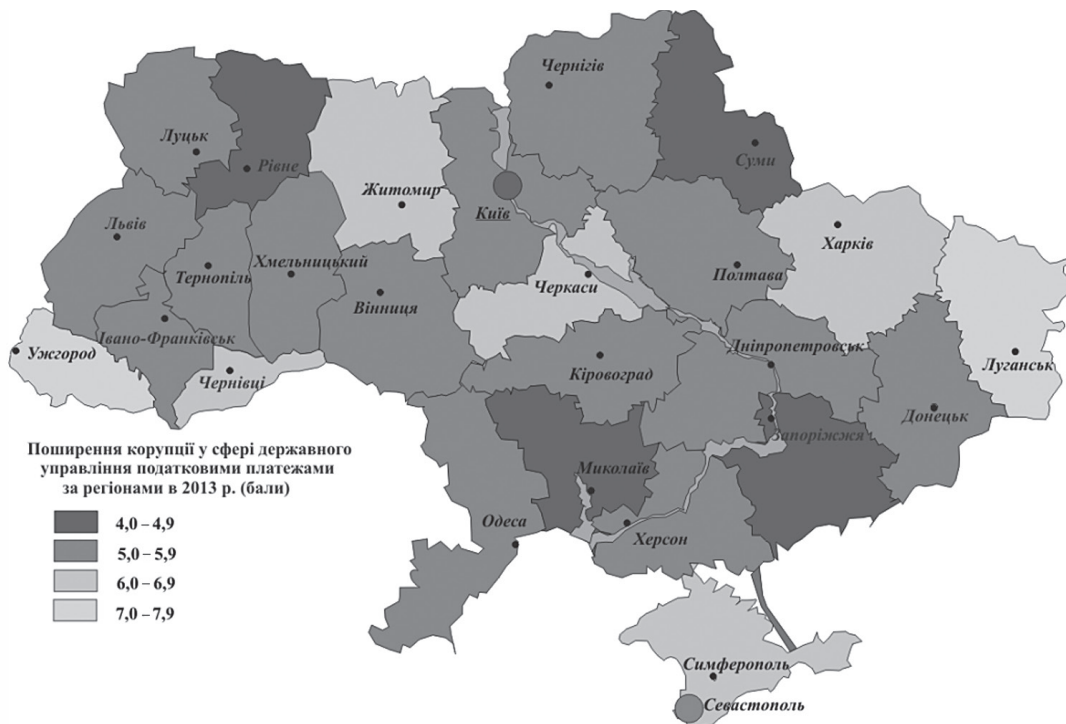 Чернігів
Луцьк
Рівне
Суми
Житомир
Київ
Львів
Харків
Тернопіль
Хмельницький
Полтава
Черкаси
Вінниця
Івано-Франківськ
Ужгород
Чернівці
Дніпропетровськ
Кіровоград
Луганськ
Донецьк
Запоріжжя
Поширення корупції у сфері державного
управління податковими платежами
за регіонами в 2013 р. (бали)
4,0 – 4,9
5,0 – 5,9
6,0 – 6,9
7,0 – 7,9
Миколаїв
Одеса
Херсон
Симферополь
Севастополь